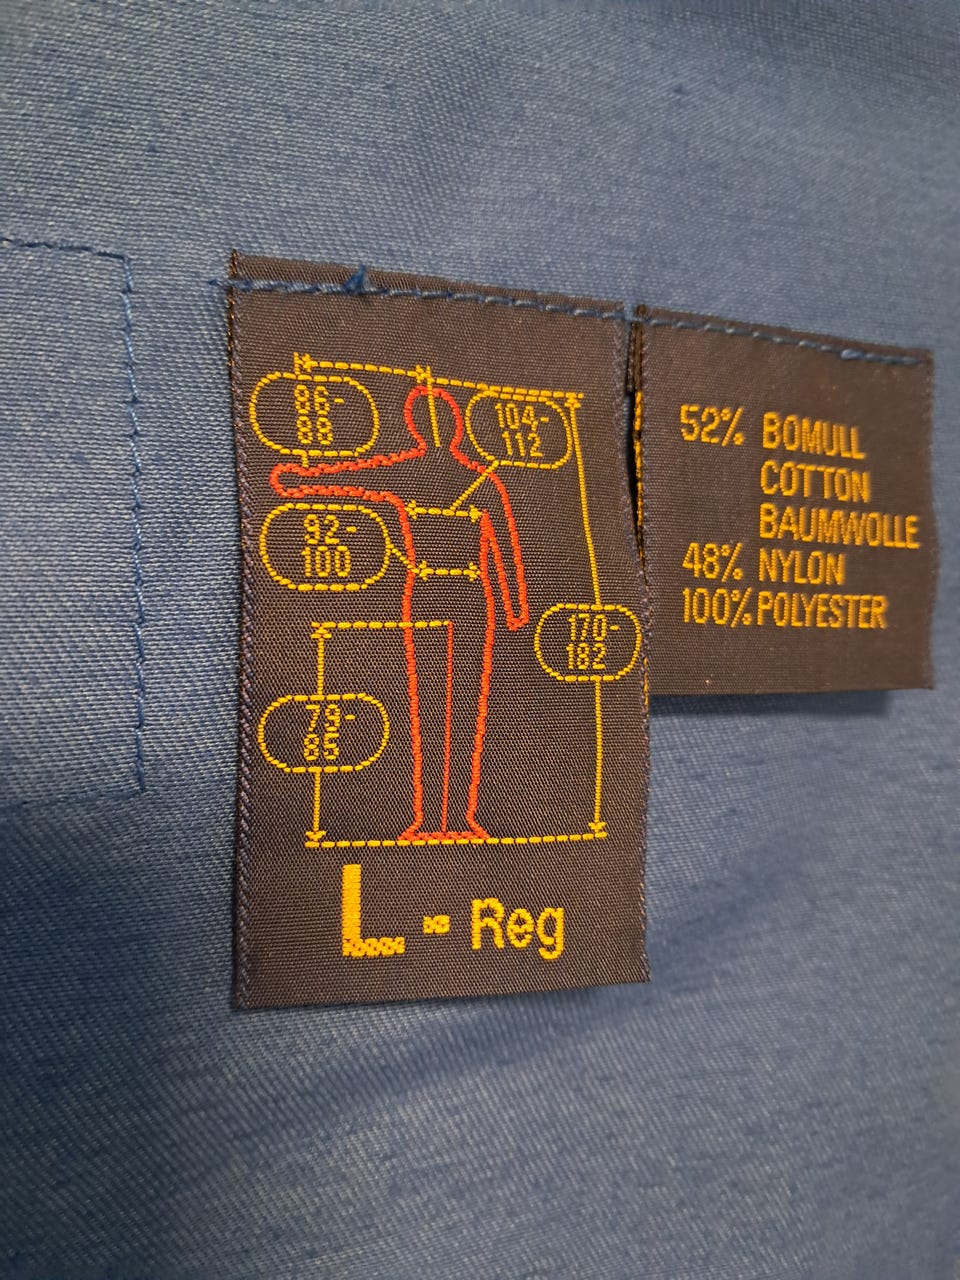 86-
88
104-
112
92-
100
170-
182
79-
85
L - Reg
52% BOMULL
COTTON
BAUMWOLLE
48% NYLON
100% POLYESTER